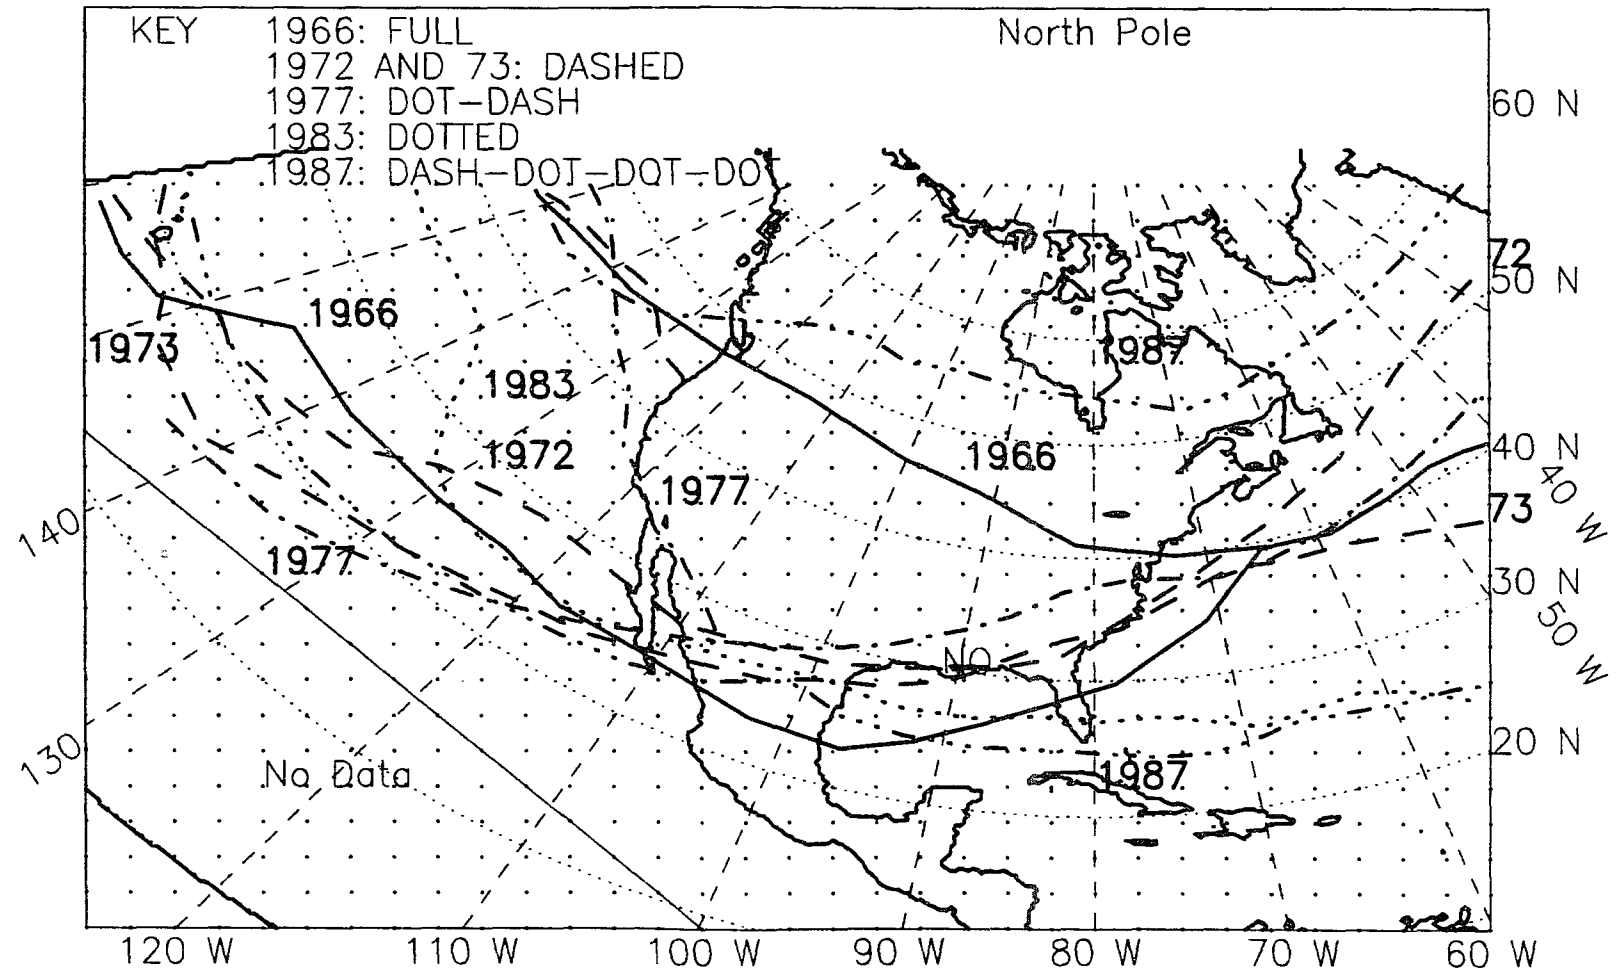 KEY 1966: FULL North Pole
1972 AND 73: DASHED
1977: DOT-DASH
1983: DOTTED
1987: DASH-DOT-DOT-DOT
60 N
72
50 N
1966
1973
1987
1983
40 N
1972
1966
40 W
1977
73
140
1977
30 N
50 W
NO
20 N
130
No Data
1987
120 W 110 W 100 W 90 W 80 W 70 W 60 W